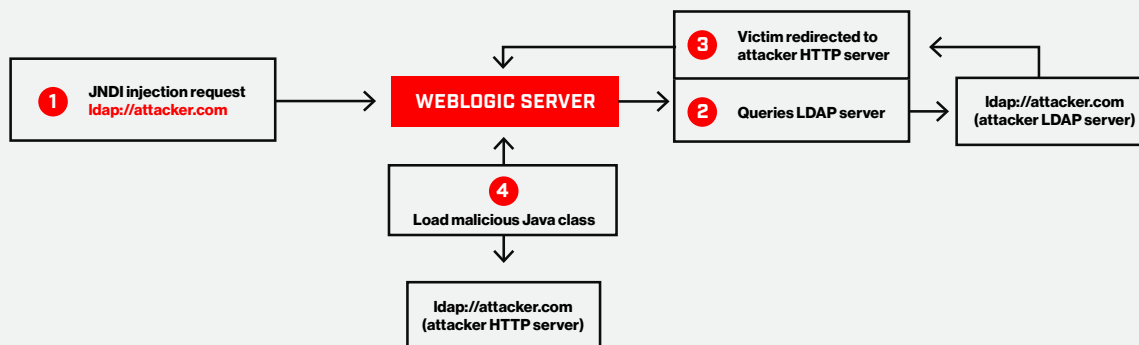 1
JNDI injection request
ldap://attacker.com
WEBLOGIC SERVER
3
Victim redirected to
attacker HTTP server
2
Queries LDAP server
ldap://attacker.com
(attacker LDAP server)
4
Load malicious Java class
ldap://attacker.com
(attacker HTTP server)